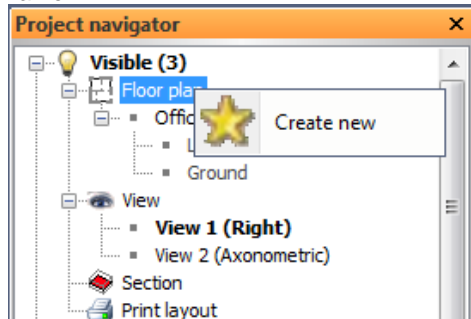 Project navigator
Visible (3)
Floor plan
Create new
Ground
View
View 1 (Right)
View 2 (Axonometric)
Section
Print layout